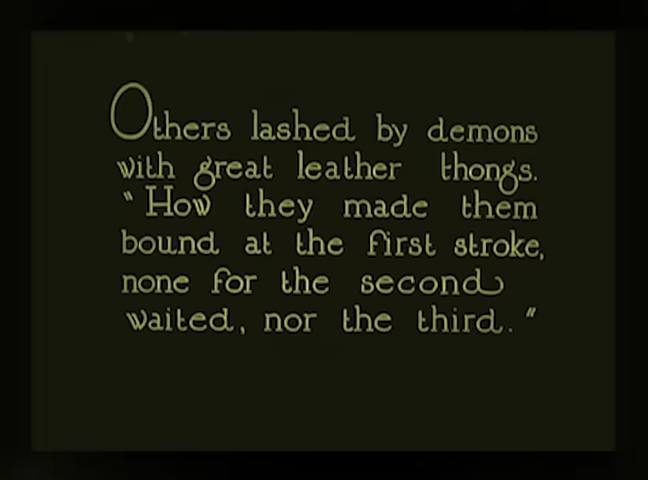 Others lashed by demons
with great leather thongs.
"How they made them
bound at the first stroke,
none for the second
waited, nor the third."